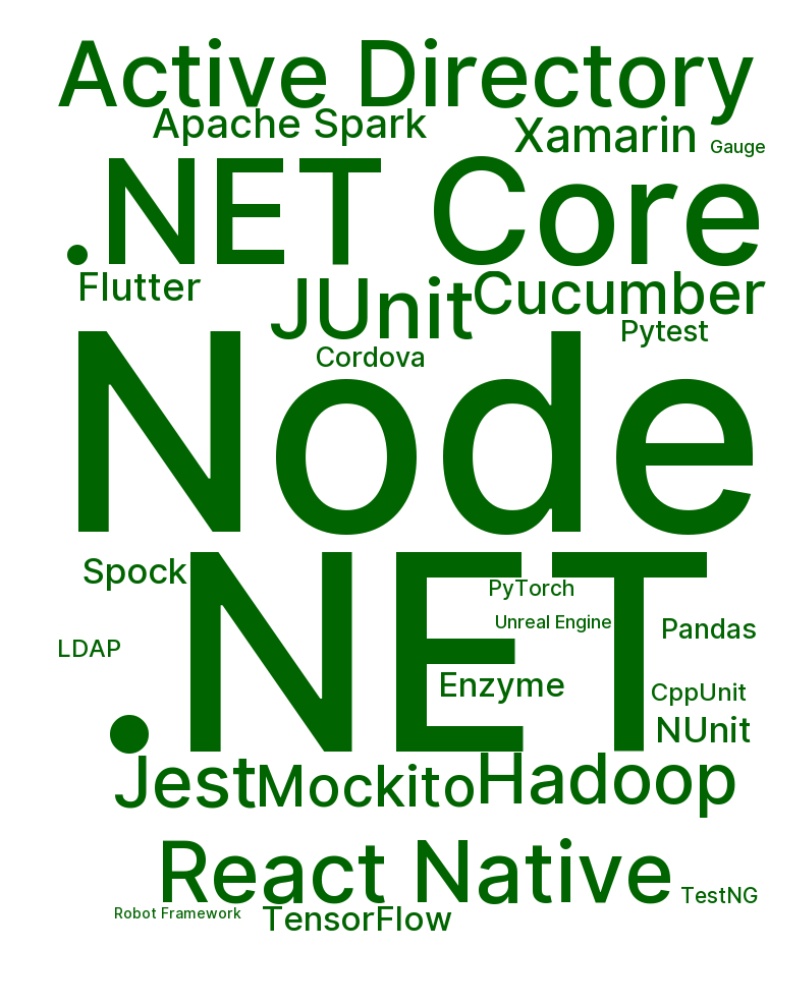 Active Directory
Apache Spark
Xamarin
Gauge
.NET Core
Flutter
JUnit
Cucumber
Pytest
Cordova
Node
Spock
.NET
PyTorch
Unreal Engine
Pandas
LDAP
Enzyme
CppUnit
NUnit
Jest
Mockito
Hadoop
React Native
TestNG
Robot Framework
TensorFlow